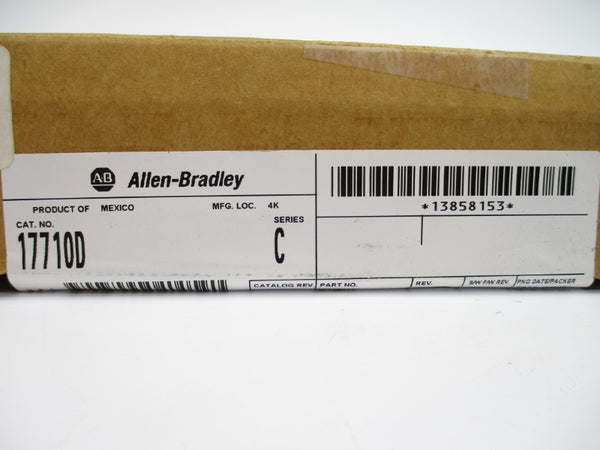 AB Allen-Bradley
*13858153*
PRODUCT OF MEXICO MFG. LOC. 4K
CAT. NO. SERIES
17710D C
CATALOG REV. PART NO. REV. S/W F/W REV. PKG DATE/PACKER